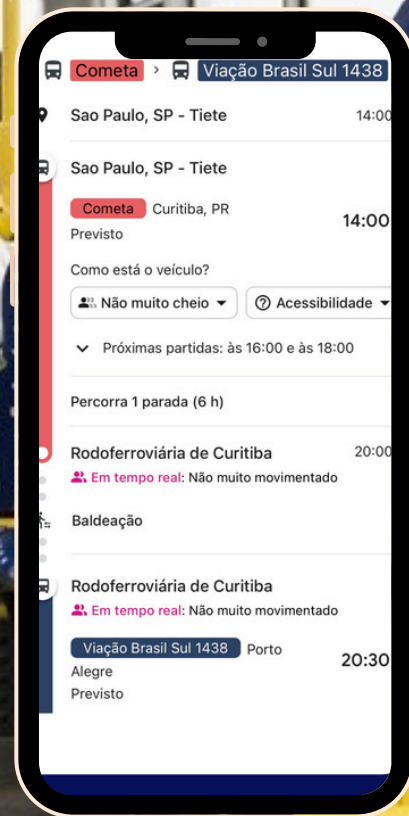 Cometa > Viação Brasil Sul 1438
Sao Paulo, SP - Tiete 14:00
Sao Paulo, SP - Tiete
Cometa Curitiba, PR
14:00
Previsto
Como está o veículo?
Não muito cheio Acessibilidade
Próximas partidas: às 16:00 e às 18:00
Percorra 1 parada (6 h)
Rodoferroviária de Curitiba 20:00
Em tempo real: Não muito movimentado
Baldeação
Rodoferroviária de Curitiba
Em tempo real: Não muito movimentado
Viação Brasil Sul 1438 Porto
Alegre
20:30
Previsto